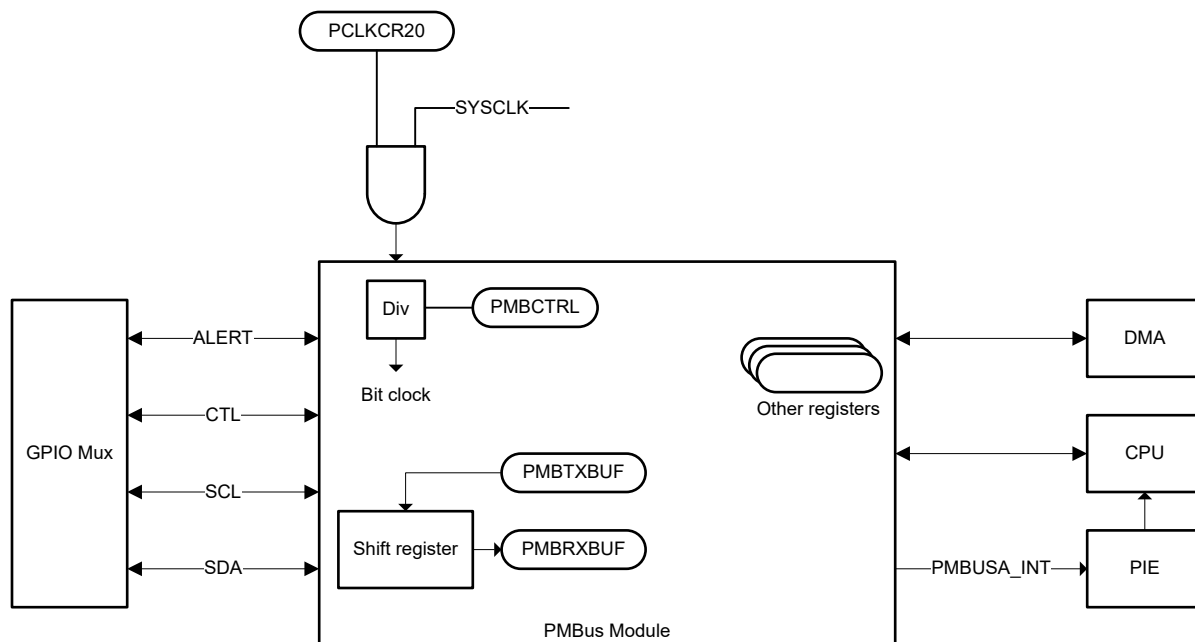 PCLKCR20
SYSCLK
Div
PMBCTRL
ALERT
DMA
Bit clock
Other registers
CTL
GPIO Mux
CPU
PMBTXBUF
SCL
Shift register
PMBRXBUF
SDA
PMBUSA_INT
PIE
PMBus Module